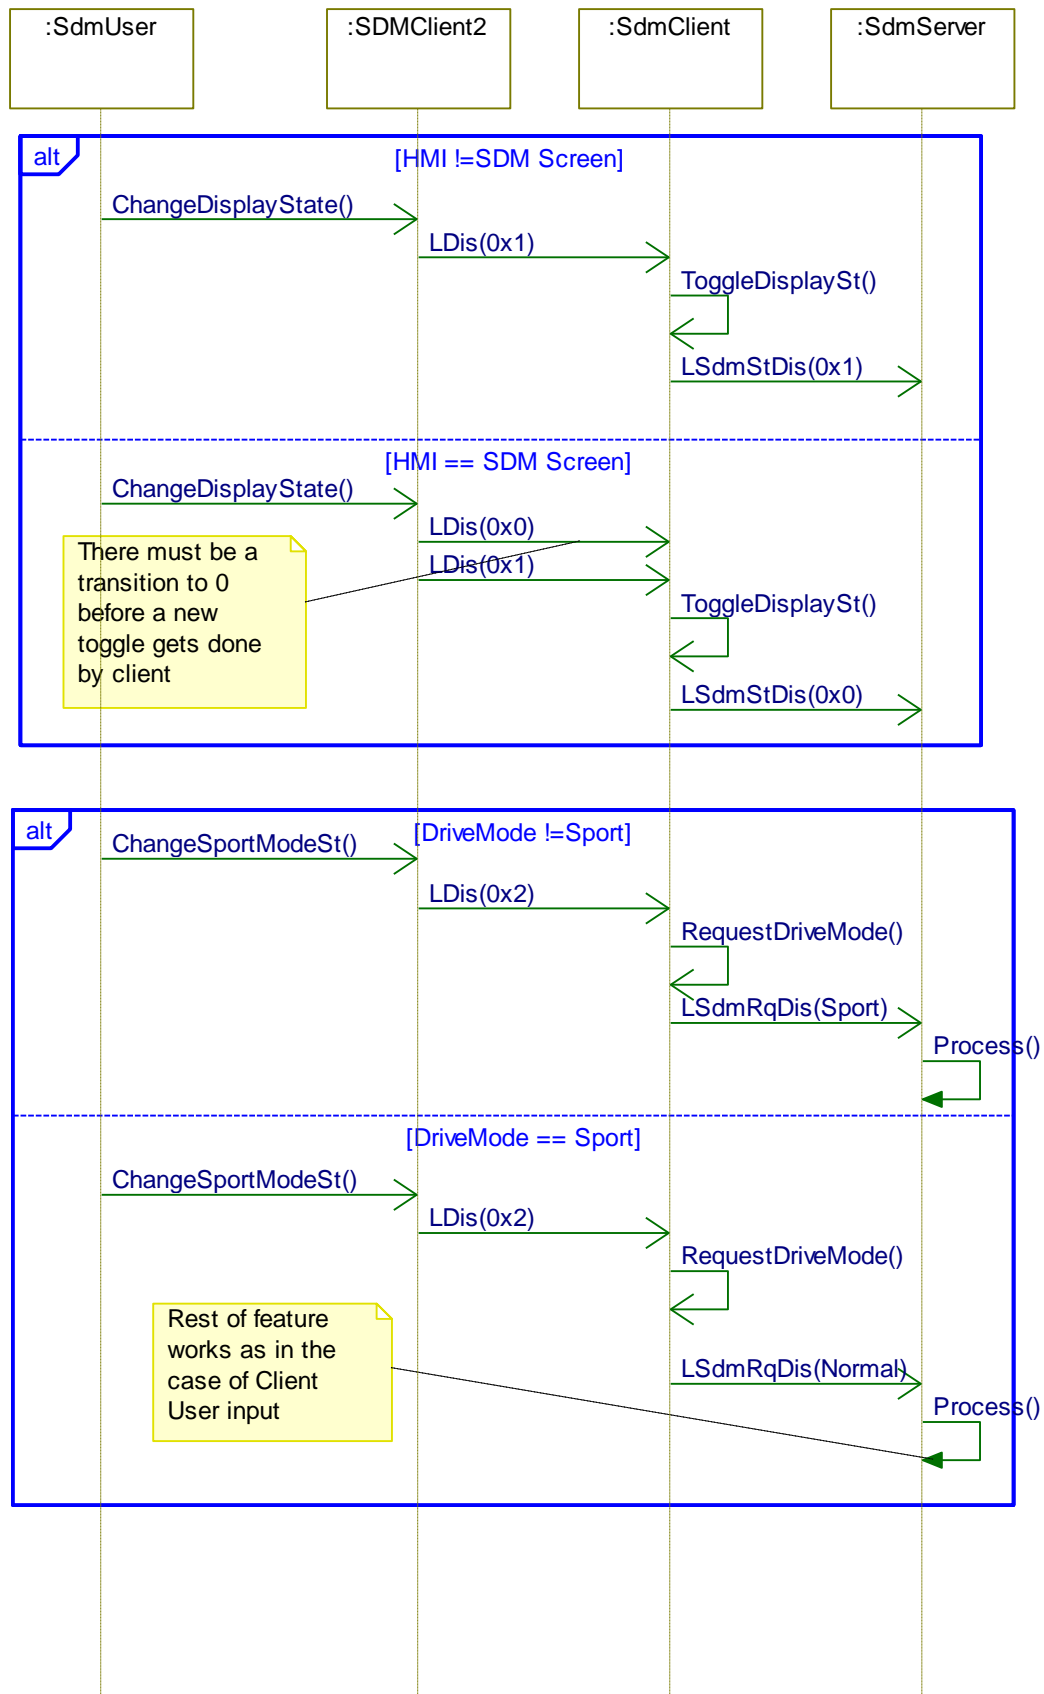 :SdmUser
:SDMClient2
:SdmClient
:SdmServer
alt
[HMI !=SDM Screen]
ChangeDisplayState()
LDis(0x1)
ToggleDisplaySt()
LSdmStDis(0x1)
[HMI == SDM Screen]
ChangeDisplayState()
LDis(0x0)
There must be a
transition to 0
before a new
toggle gets done
by client
LDis(0x1)
ToggleDisplaySt()
LSdmStDis(0x0)
alt
[DriveMode !=Sport]
ChangeSportModeSt()
LDis(0x2)
RequestDriveMode()
LSdmRqDis(Sport)
Process()
[DriveMode == Sport]
ChangeSportModeSt()
LDis(0x2)
RequestDriveMode()
Rest of feature
works as in the
case of Client
User input
LSdmRqDis(Normal)
Process()